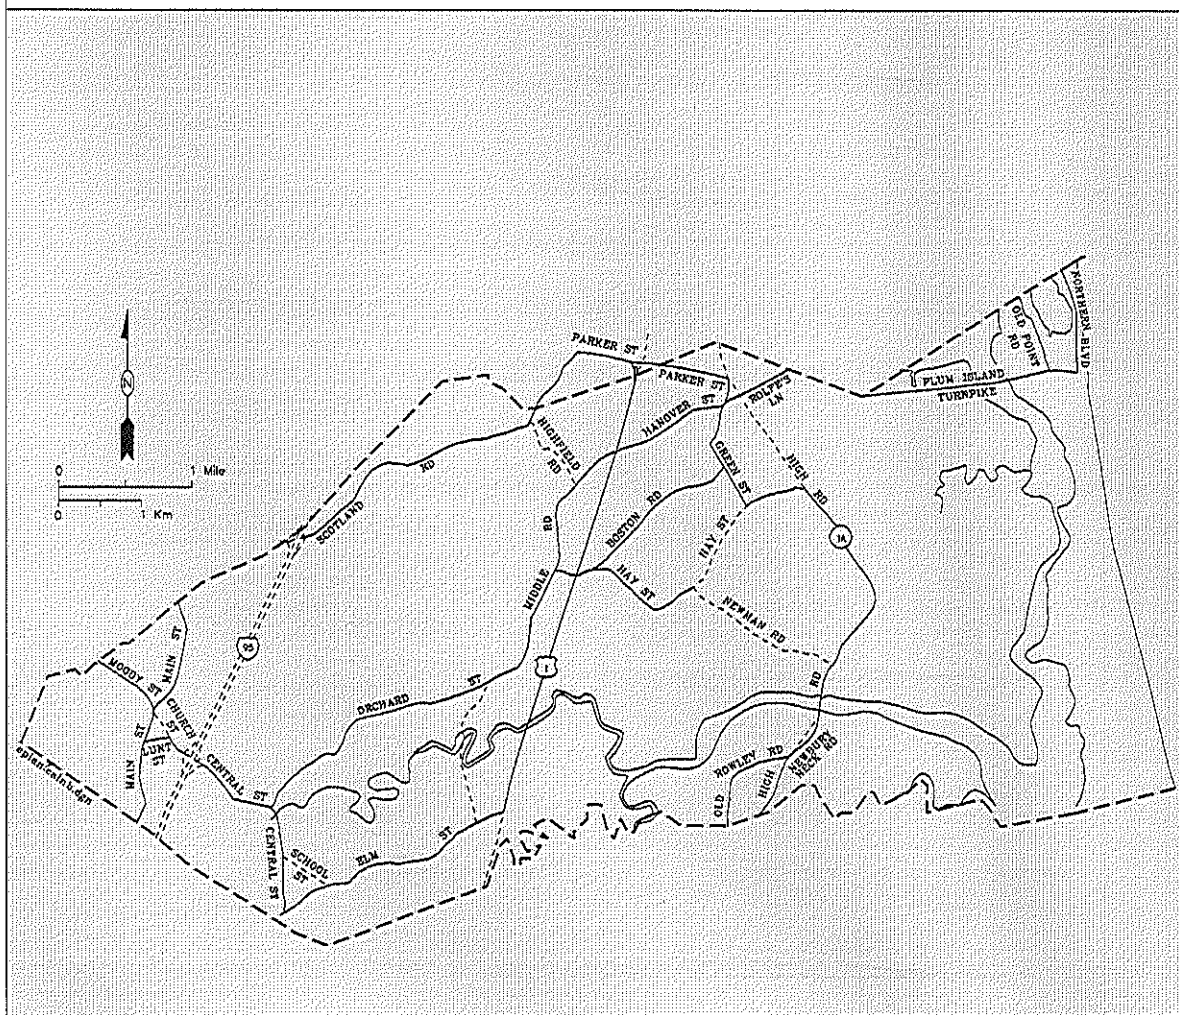 NORTHERN BLVD
OLD POINT
RD
PLUM ISLAND
TURNPIKE
PARKER ST
PARKER ST
ROLFE'S
LN
HANOVER ST
HIGHFIELD
RD
N
0 1 Mile
0 1 Km
SCOTLAND RD
GREEN ST
HIGH RD
BOSTON RD
HAY ST
1A
MIDDLE RD
HAY ST
NEWMAN RD
95
1
MAIN ST
MOODY ST
CHURCH
ST
ORCHARD ST
RD
LUNT
ST
MAIN ST
CENTRAL ST
ROWLEY RD
OLD
HIGH
NEWBURY
NECK RD
CENTRAL ST
SCHOOL
ST
ELM ST